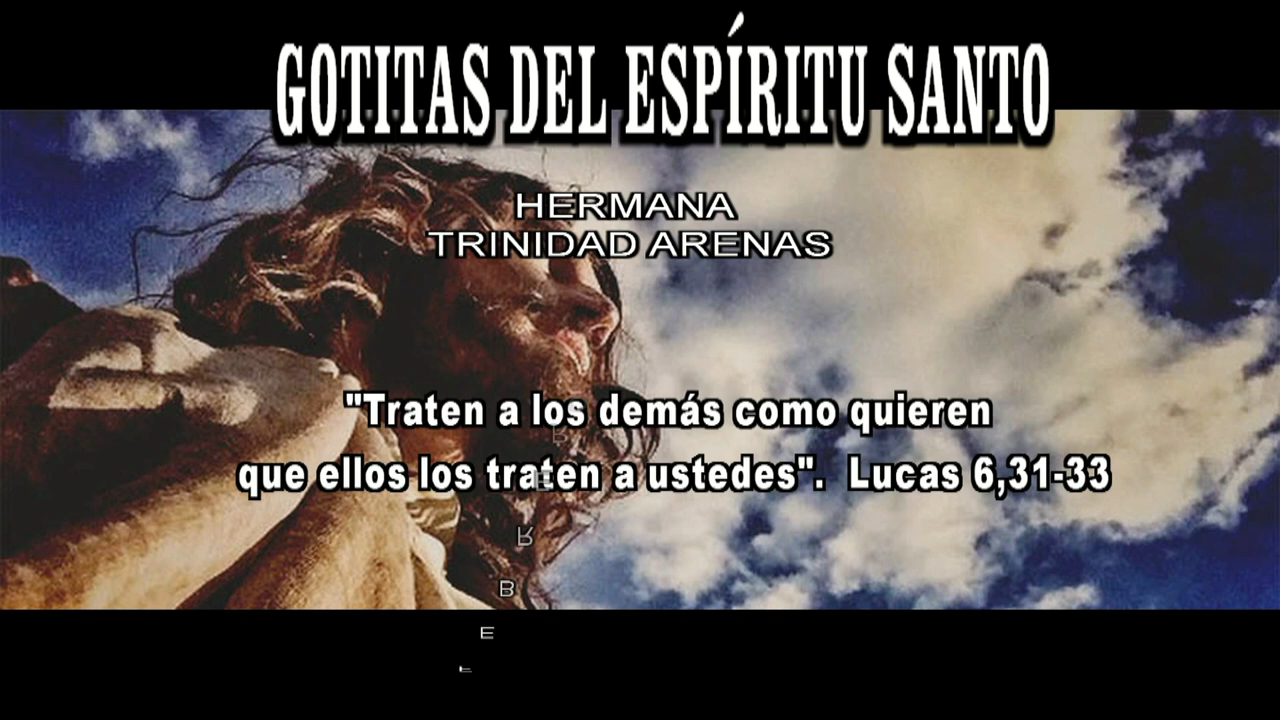 GOTITAS DEL ESPÍRITU SANTO
HERMANA
TRINIDAD ARENAS
"Traten a los demás como quieren
que ellos los traten a ustedes". Lucas 6,31-33